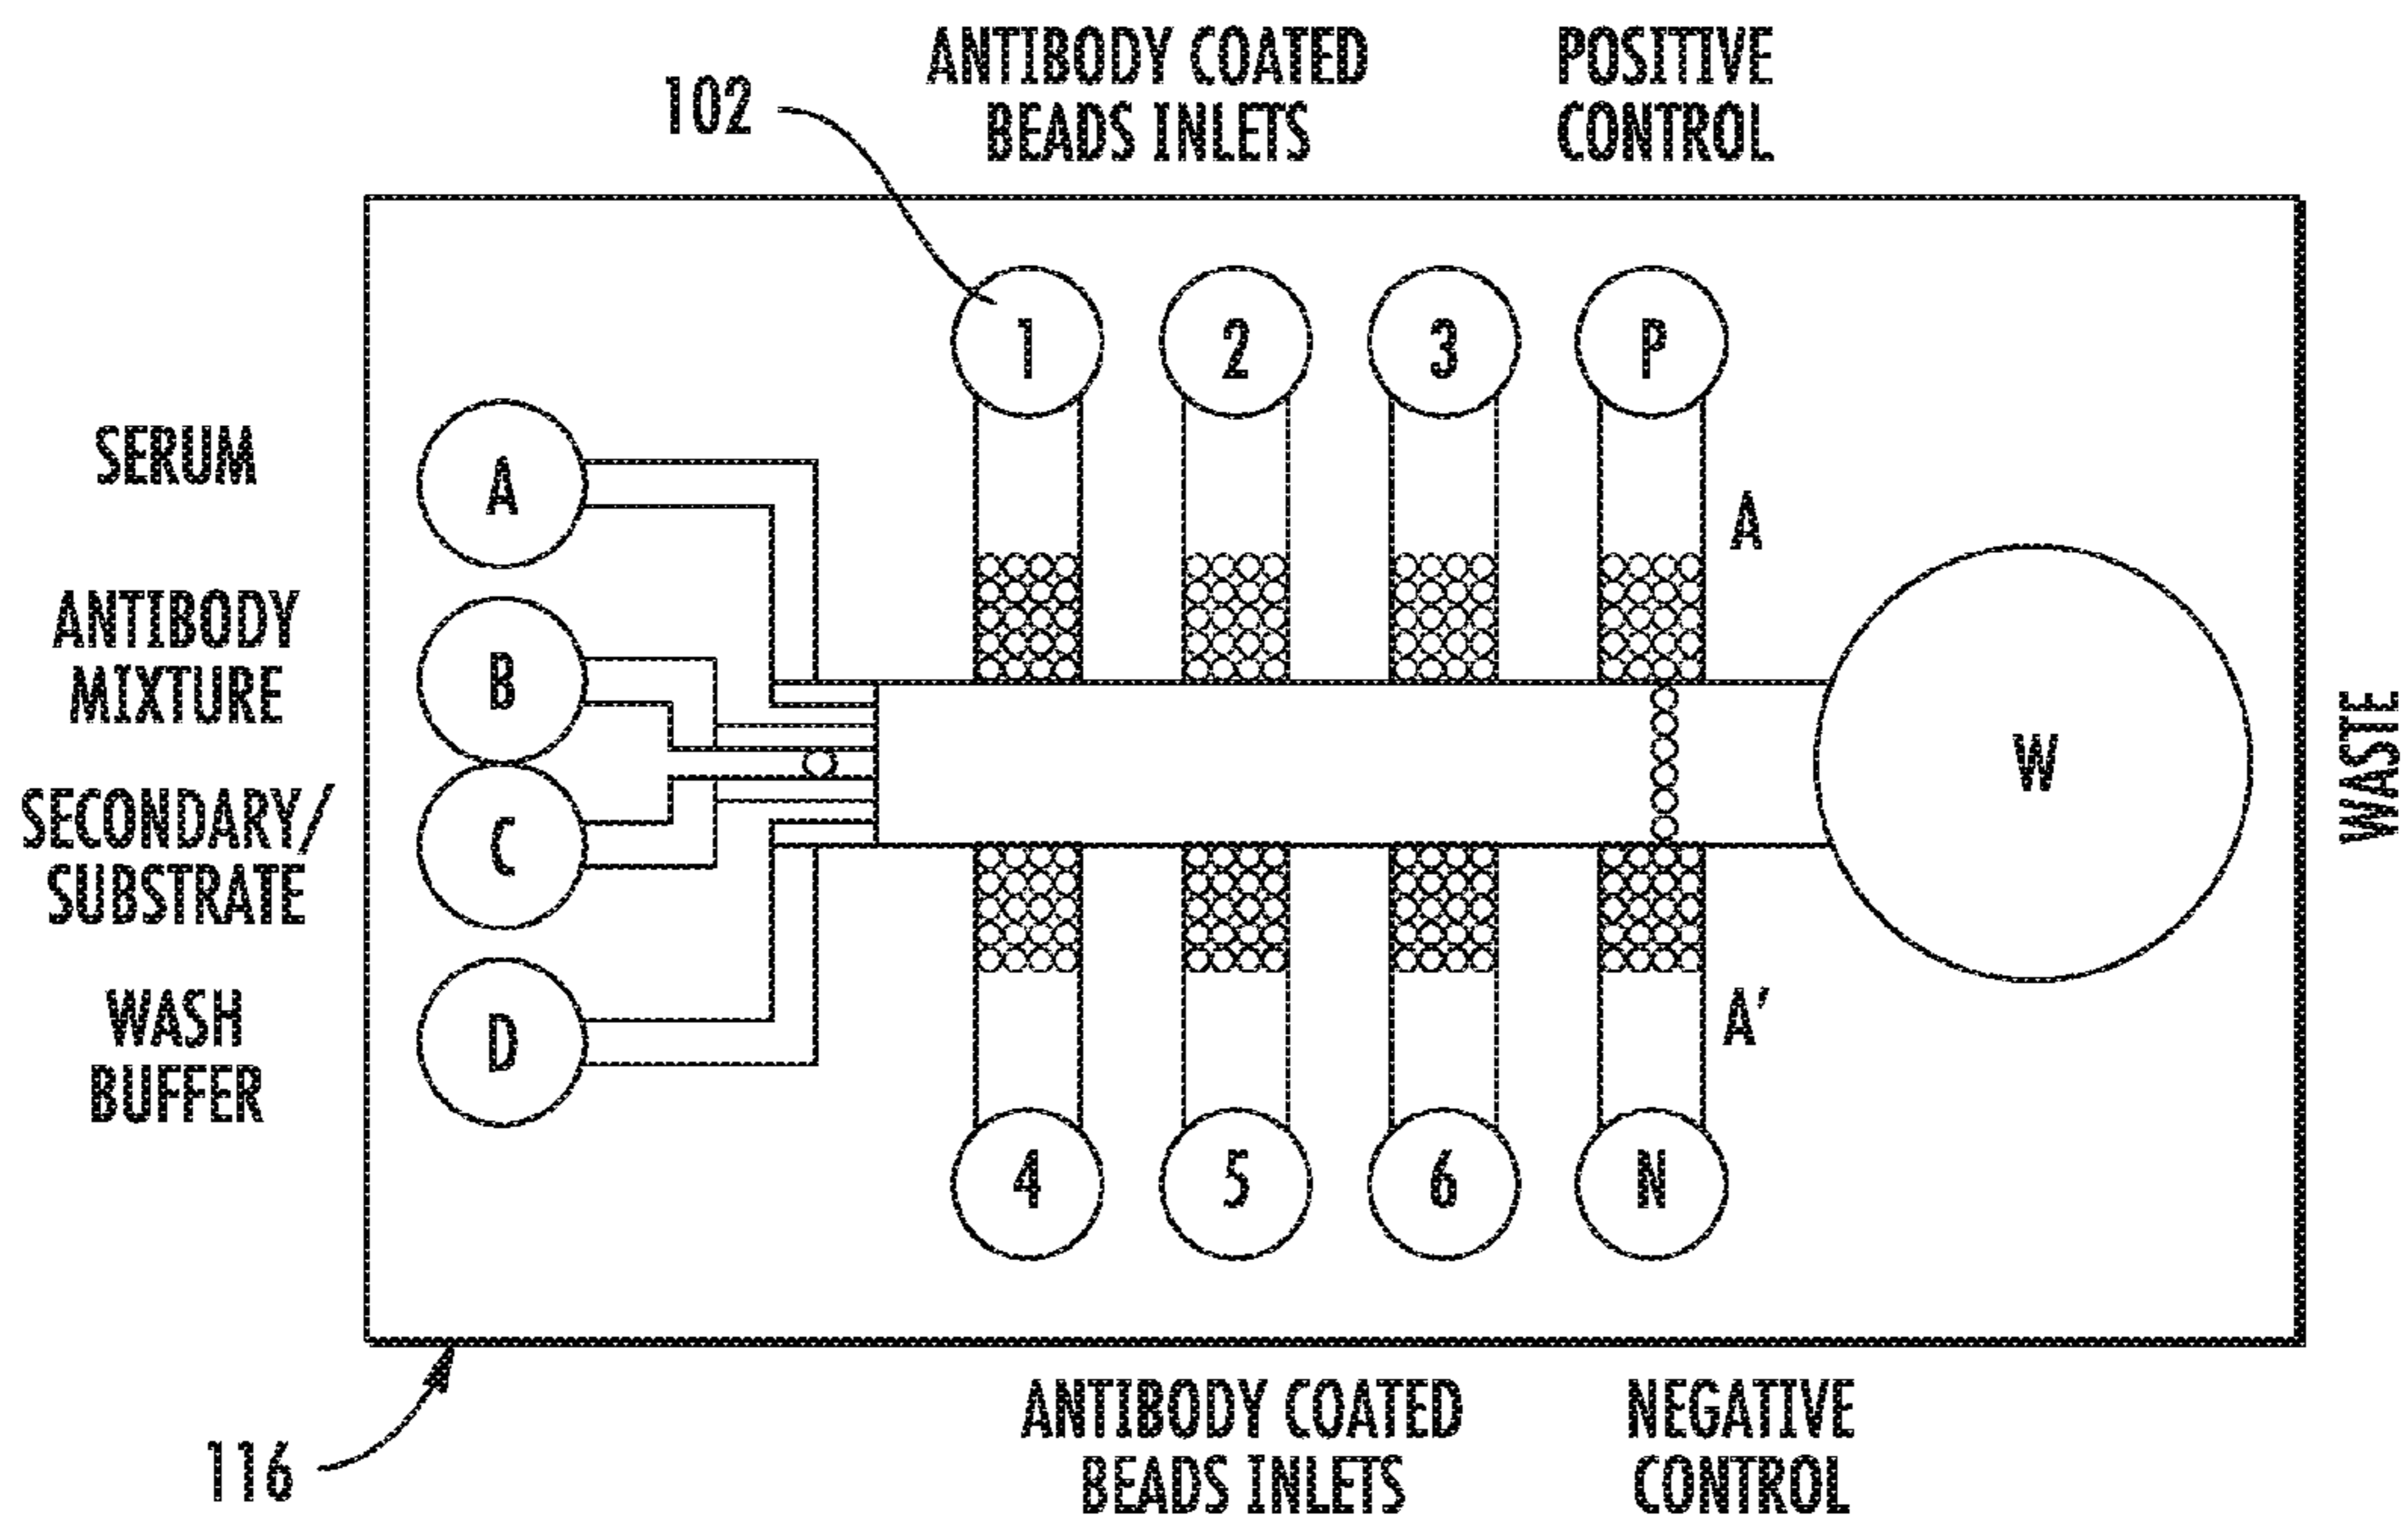 ANTIBODY COATED
BEADS INLETS
POSITIVE
CONTROL
102
1
2
3
P
SERUM
A
A
ANTIBODY
MIXTURE
B
W
WASTE
SECONDARY/
SUBSTRATE
C
WASH
BUFFER
D
A'
4
5
6
N
116
ANTIBODY COATED
BEADS INLETS
NEGATIVE
CONTROL